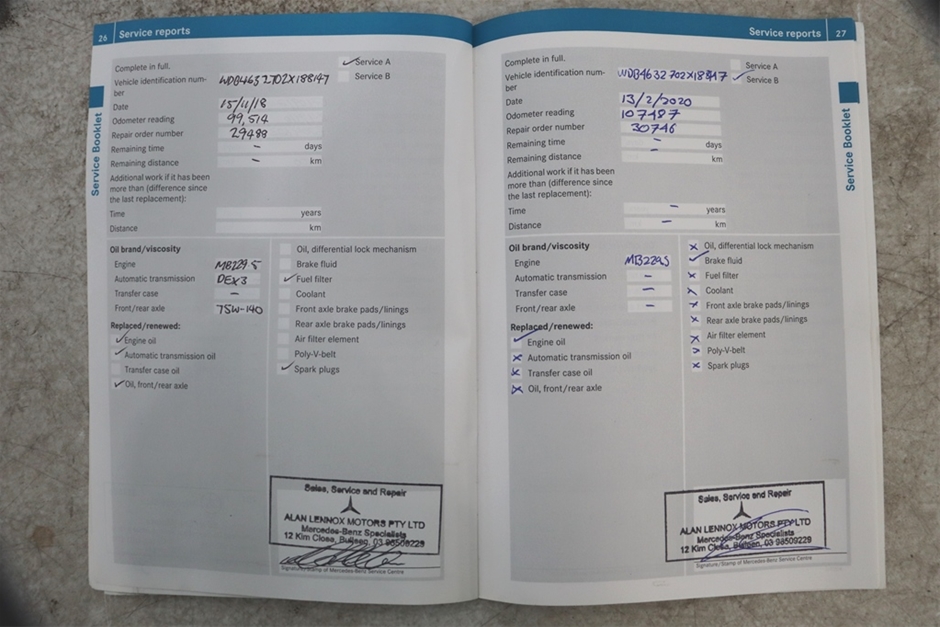 26 Service reports
Complete in full.
Service A
Vehicle identification num-
ber
WDB4632702X188147
Service B
Date 15/11/18
Odometer reading 99,514
Repair order number 29488
Remaining time - days
Remaining distance - km
Additional work if it has been
more than (difference since
the last replacement):
Time years
Distance km
Service Booklet
Oil brand/viscosity
Engine MB229.5
Automatic transmission DEX3
Transfer case -
Front/rear axle 75W-140
Replaced/renewed:
Engine oil
Automatic transmission oil
Transfer case oil
Oil, front/rear axle
Oil, differential lock mechanism
Brake fluid
Fuel filter
Coolant
Front axle brake pads/linings
Rear axle brake pads/linings
Air filter element
Poly-V-belt
Spark plugs
Sales, Service and Repair
ALAN LENNOX MOTORS PTY LTD
Mercedes-Benz Specialists
12 Kim Close, Bulleen, 03 98509229
Signature/Stamp of Mercedes-Benz Service Centre
Service reports 27
Complete in full.
Service A
Vehicle identification num-
ber
WDB4632702X188147
Service B
Date 13/2/2020
Odometer reading 107487
Repair order number 30746
Remaining time - days
Remaining distance - km
Additional work if it has been
more than (difference since
the last replacement):
Time - years
Distance - km
Service Booklet
Oil brand/viscosity
Engine MB229.5
Automatic transmission -
Transfer case -
Front/rear axle -
Replaced/renewed:
Engine oil
Automatic transmission oil
Transfer case oil
Oil, front/rear axle
Oil, differential lock mechanism
Brake fluid
Fuel filter
Coolant
Front axle brake pads/linings
Rear axle brake pads/linings
Air filter element
Poly-V-belt
Spark plugs
Sales, Service and Repair
ALAN LENNOX MOTORS PTY LTD
Mercedes-Benz Specialists
12 Kim Close, Bulleen, 03 98509229
Signature/Stamp of Mercedes-Benz Service Centre